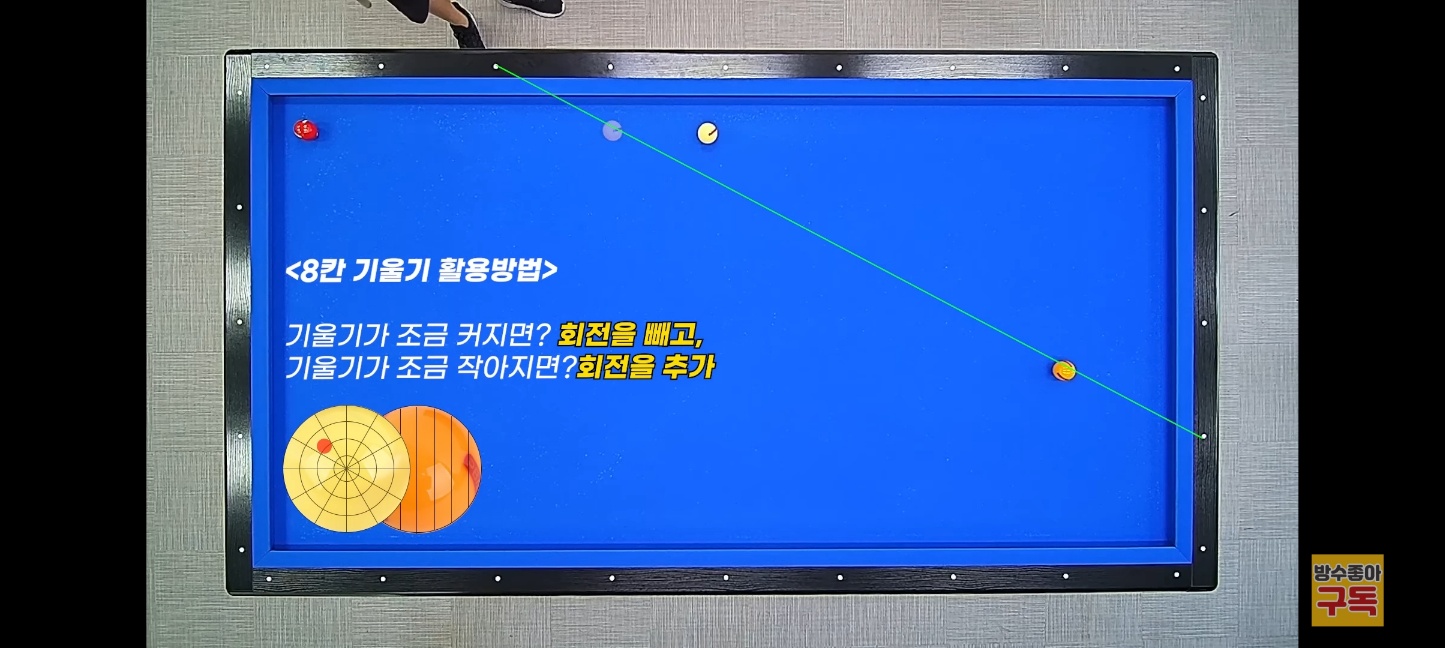 <8칸 기울기 활용방법>
기울기가 조금 커지면? 회전을 빼고,
기울기가 조금 작아지면?회전을 추가
방수좋아
구독